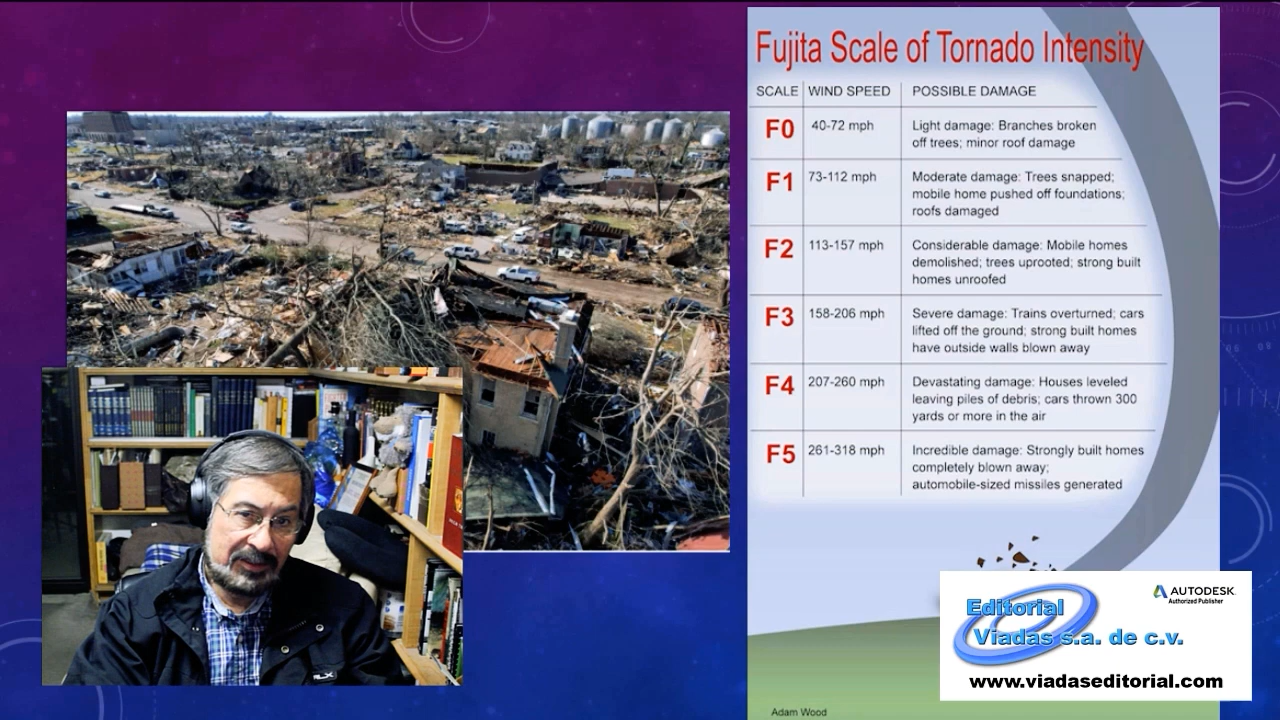 Fujita Scale of Tornado Intensity
SCALE WIND SPEED POSSIBLE DAMAGE
F0 40-72 mph Light damage: Branches broken
off trees; minor roof damage
F1 73-112 mph Moderate damage: Trees snapped;
mobile home pushed off foundations;
roofs damaged
F2 113-157 mph Considerable damage: Mobile homes
demolished; trees uprooted; strong built
homes unroofed
F3 158-206 mph Severe damage: Trains overturned; cars
lifted off the ground; strong built homes
have outside walls blown away
F4 207-260 mph Devastating damage: Houses leveled
leaving piles of debris; cars thrown 300
yards or more in the air
F5 261-318 mph Incredible damage: Strongly built homes
completely blown away;
automobile-sized missiles generated
AUTODESK
Authorized Publisher
Editorial
Viadas s.a. de c.v.
www.viadaseditorial.com
Adam Wood